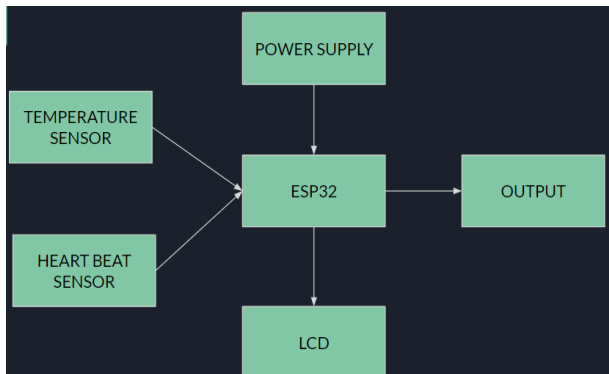 POWER SUPPLY
TEMPERATURE
SENSOR
ESP32
OUTPUT
HEART BEAT
SENSOR
LCD